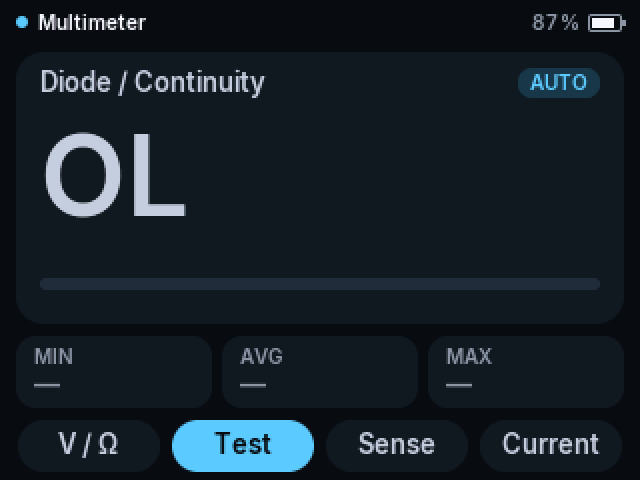 Multimeter 87%
Diode / Continuity AUTO
OL
MIN AVG MAX
— — —
V / Ω Test Sense Current